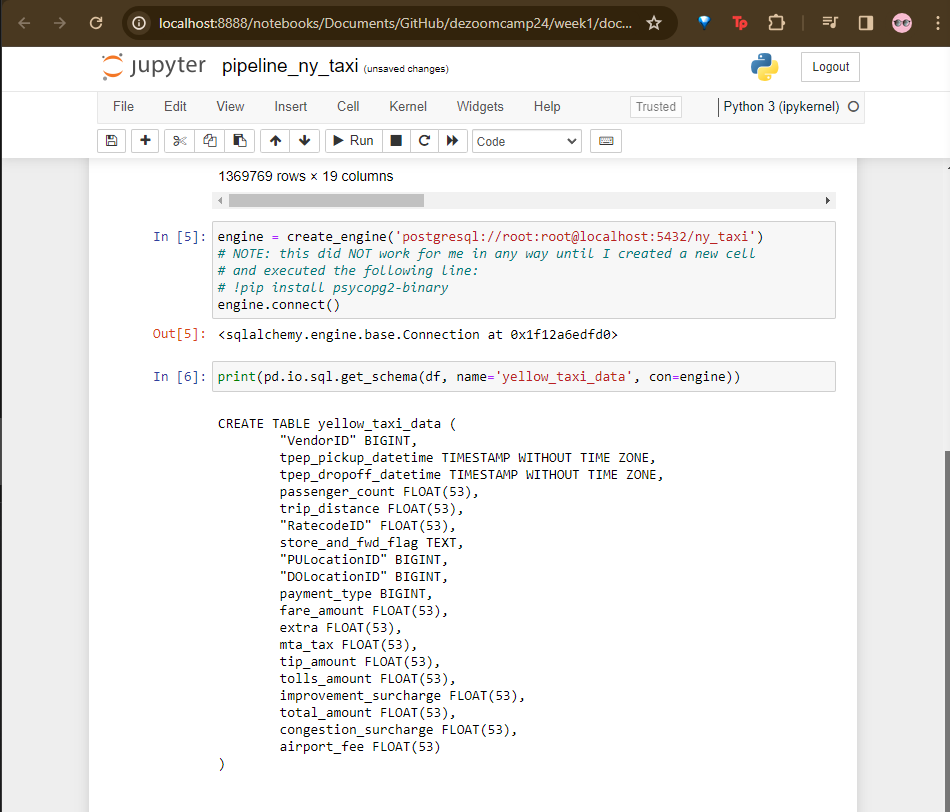 localhost:8888/notebooks/Documents/GitHub/dezoomcamp24/week1/doc...
Tp
jupyter pipeline_ny_taxi (unsaved changes)
Logout
File Edit View Insert Cell Kernel Widgets Help
Trusted
Python 3 (ipykernel)
Run
Code
1369769 rows × 19 columns
In [5]: engine = create_engine('postgresql://root:root@localhost:5432/ny_taxi')
# NOTE: this did NOT work for me in any way until I created a new cell
# and executed the following line:
# !pip install psycopg2-binary
engine.connect()
Out[5]: <sqlalchemy.engine.base.Connection at 0x1f12a6edfd0>
In [6]: print(pd.io.sql.get_schema(df, name='yellow_taxi_data', con=engine))
CREATE TABLE yellow_taxi_data (
"VendorID" BIGINT,
tpep_pickup_datetime TIMESTAMP WITHOUT TIME ZONE,
tpep_dropoff_datetime TIMESTAMP WITHOUT TIME ZONE,
passenger_count FLOAT(53),
trip_distance FLOAT(53),
"RatecodeID" FLOAT(53),
store_and_fwd_flag TEXT,
"PULocationID" BIGINT,
"DOLocationID" BIGINT,
payment_type BIGINT,
fare_amount FLOAT(53),
extra FLOAT(53),
mta_tax FLOAT(53),
tip_amount FLOAT(53),
tolls_amount FLOAT(53),
improvement_surcharge FLOAT(53),
total_amount FLOAT(53),
congestion_surcharge FLOAT(53),
airport_fee FLOAT(53)
)